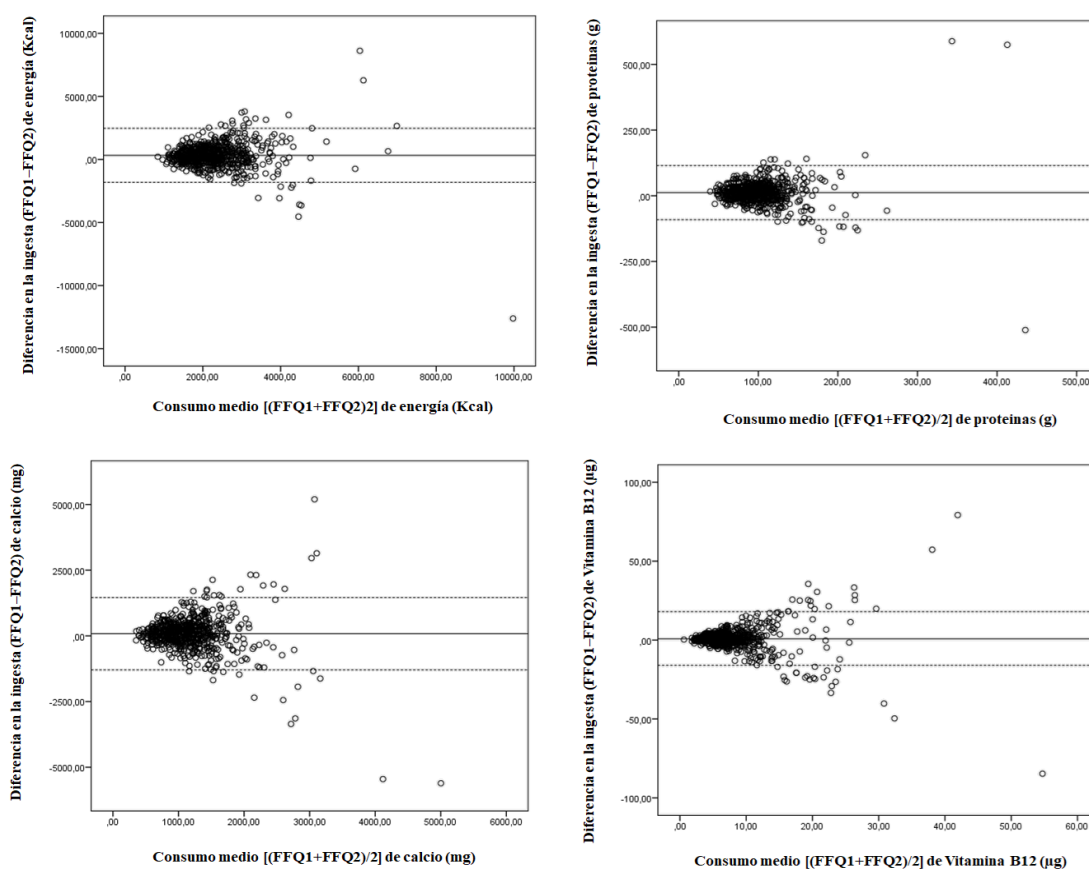 Diferencia en la ingesta (FFQ1–FFQ2) de energía (Kcal)
10000,00
5000,00
,00
-5000,00
-10000,00
-15000,00
,00 2000,00 4000,00 6000,00 8000,00 10000,00
Consumo medio [(FFQ1+FFQ2)2] de energía (Kcal)
Diferencia en la ingesta (FFQ1–FFQ2) de proteinas (g)
500,00
250,00
,00
-250,00
-500,00
,00 100,00 200,00 300,00 400,00 500,00
Consumo medio [(FFQ1+FFQ2)/2] de proteinas (g)
Diferencia en la ingesta (FFQ1–FFQ2) de calcio (mg)
5000,00
2500,00
,00
-2500,00
-5000,00
,00 1000,00 2000,00 3000,00 4000,00 5000,00 6000,00
Consumo medio [(FFQ1+FFQ2)/2] de calcio (mg)
Diferencia en la ingesta (FFQ1–FFQ2) de Vitamina B12 (µg)
100,00
50,00
,00
-50,00
-100,00
,00 10,00 20,00 30,00 40,00 50,00 60,00
Consumo medio [(FFQ1+FFQ2)/2] de Vitamina B12 (µg)